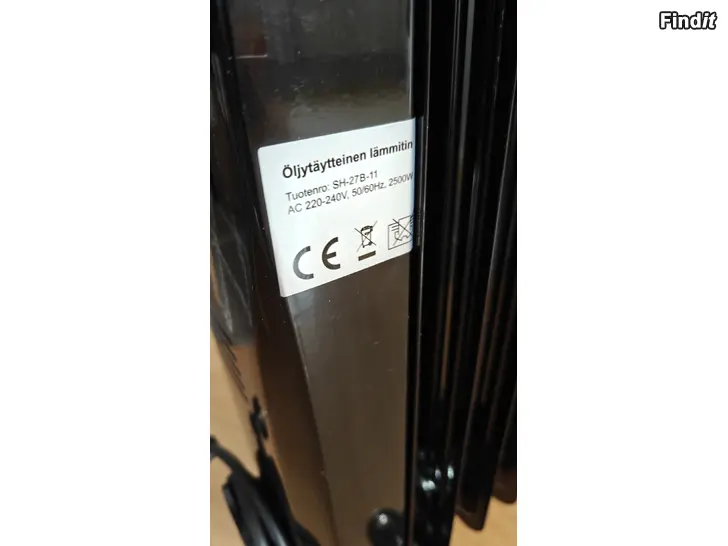 Findit
Öljytäytteinen lämmitin
Tuotenro: SH-27B-11
AC 220-240V, 50/60Hz, 2500W
CE